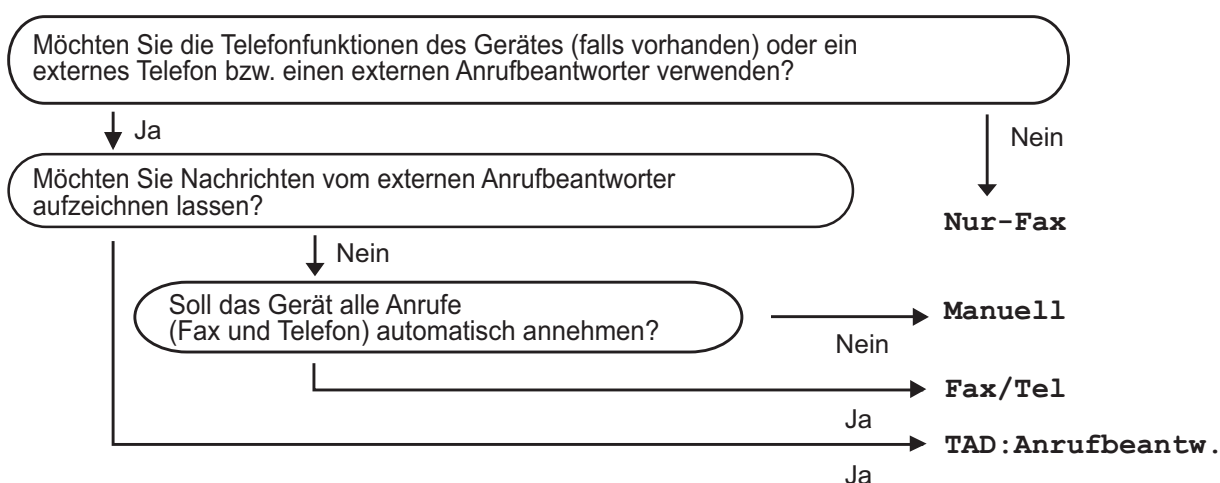 Möchten Sie die Telefonfunktionen des Gerätes (falls vorhanden) oder ein
externes Telefon bzw. einen externen Anrufbeantworter verwenden?
Ja
Nein
Möchten Sie Nachrichten vom externen Anrufbeantworter
aufzeichnen lassen?
Nur-Fax
Nein
Soll das Gerät alle Anrufe
(Fax und Telefon) automatisch annehmen?
Manuell
Nein
Fax/Tel
Ja
TAD:Anrufbeantw.
Ja